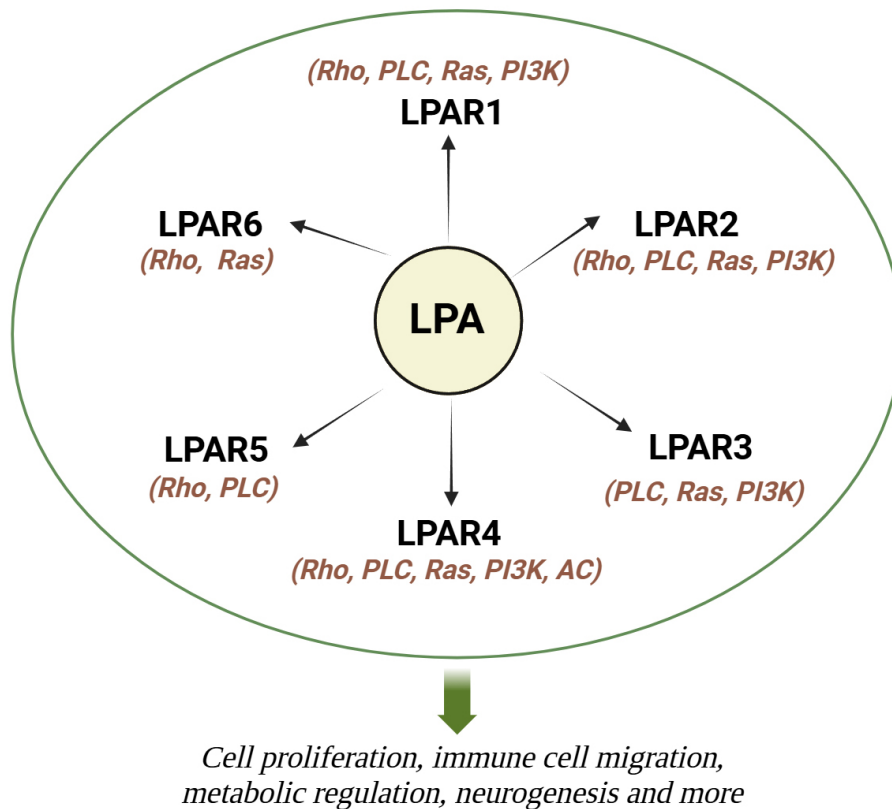 (Rho, PLC, Ras, PI3K)
LPAR1
LPAR6
(Rho, Ras)
LPAR2
(Rho, PLC, Ras, PI3K)
LPA
LPAR5
(Rho, PLC)
LPAR3
(PLC, Ras, PI3K)
LPAR4
(Rho, PLC, Ras, PI3K, AC)
Cell proliferation, immune cell migration,
metabolic regulation, neurogenesis and more